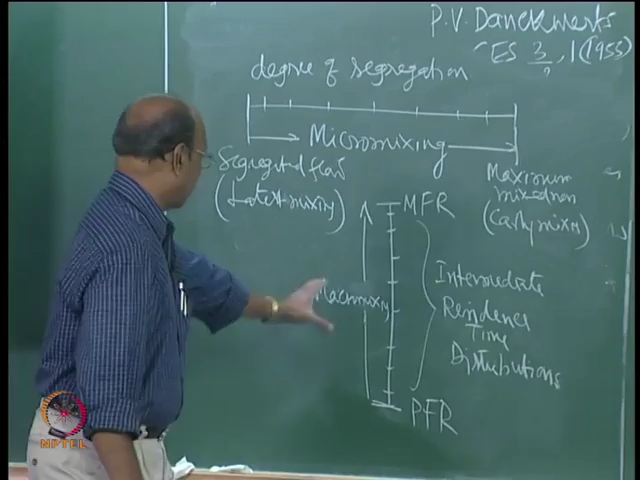 P.V. Danckwerts
CES 3, 1 (1955)
degree of segregation
Micromixing
Segregated flow
(Late mixing)
Maximum
mixedness
(Early mixing)
MFR
Macromixing
Intermediate
Residence
Time
Distributions
PFR
NPTEL